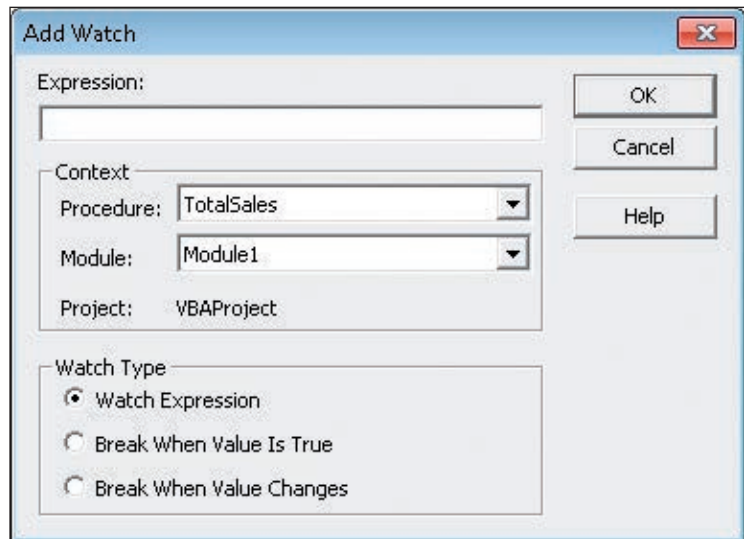 Add Watch
Expression:
OK
Cancel
Help
Context
Procedure: TotalSales
Module: Module1
Project: VBAProject
Watch Type
Watch Expression
Break When Value Is True
Break When Value Changes